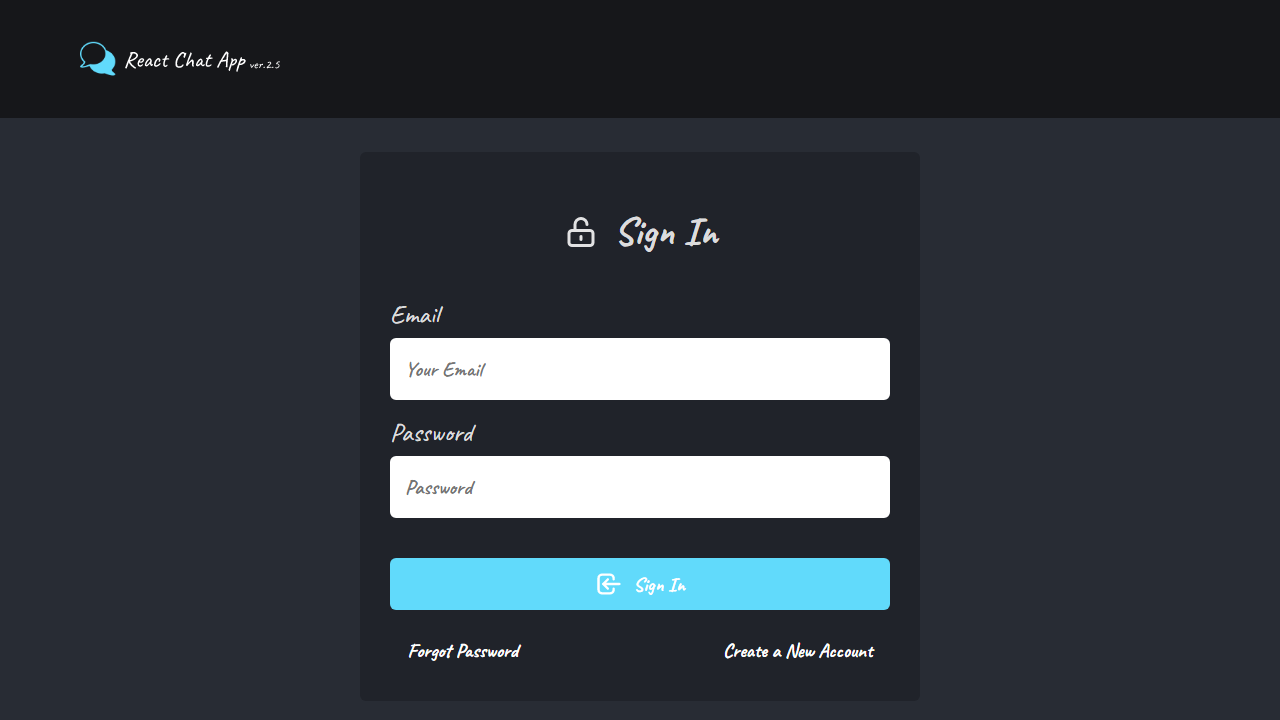 React Chat App ver.2.5
Sign In
Email
Your Email
Password
Password
Sign In
Forgot Password
Create a New Account